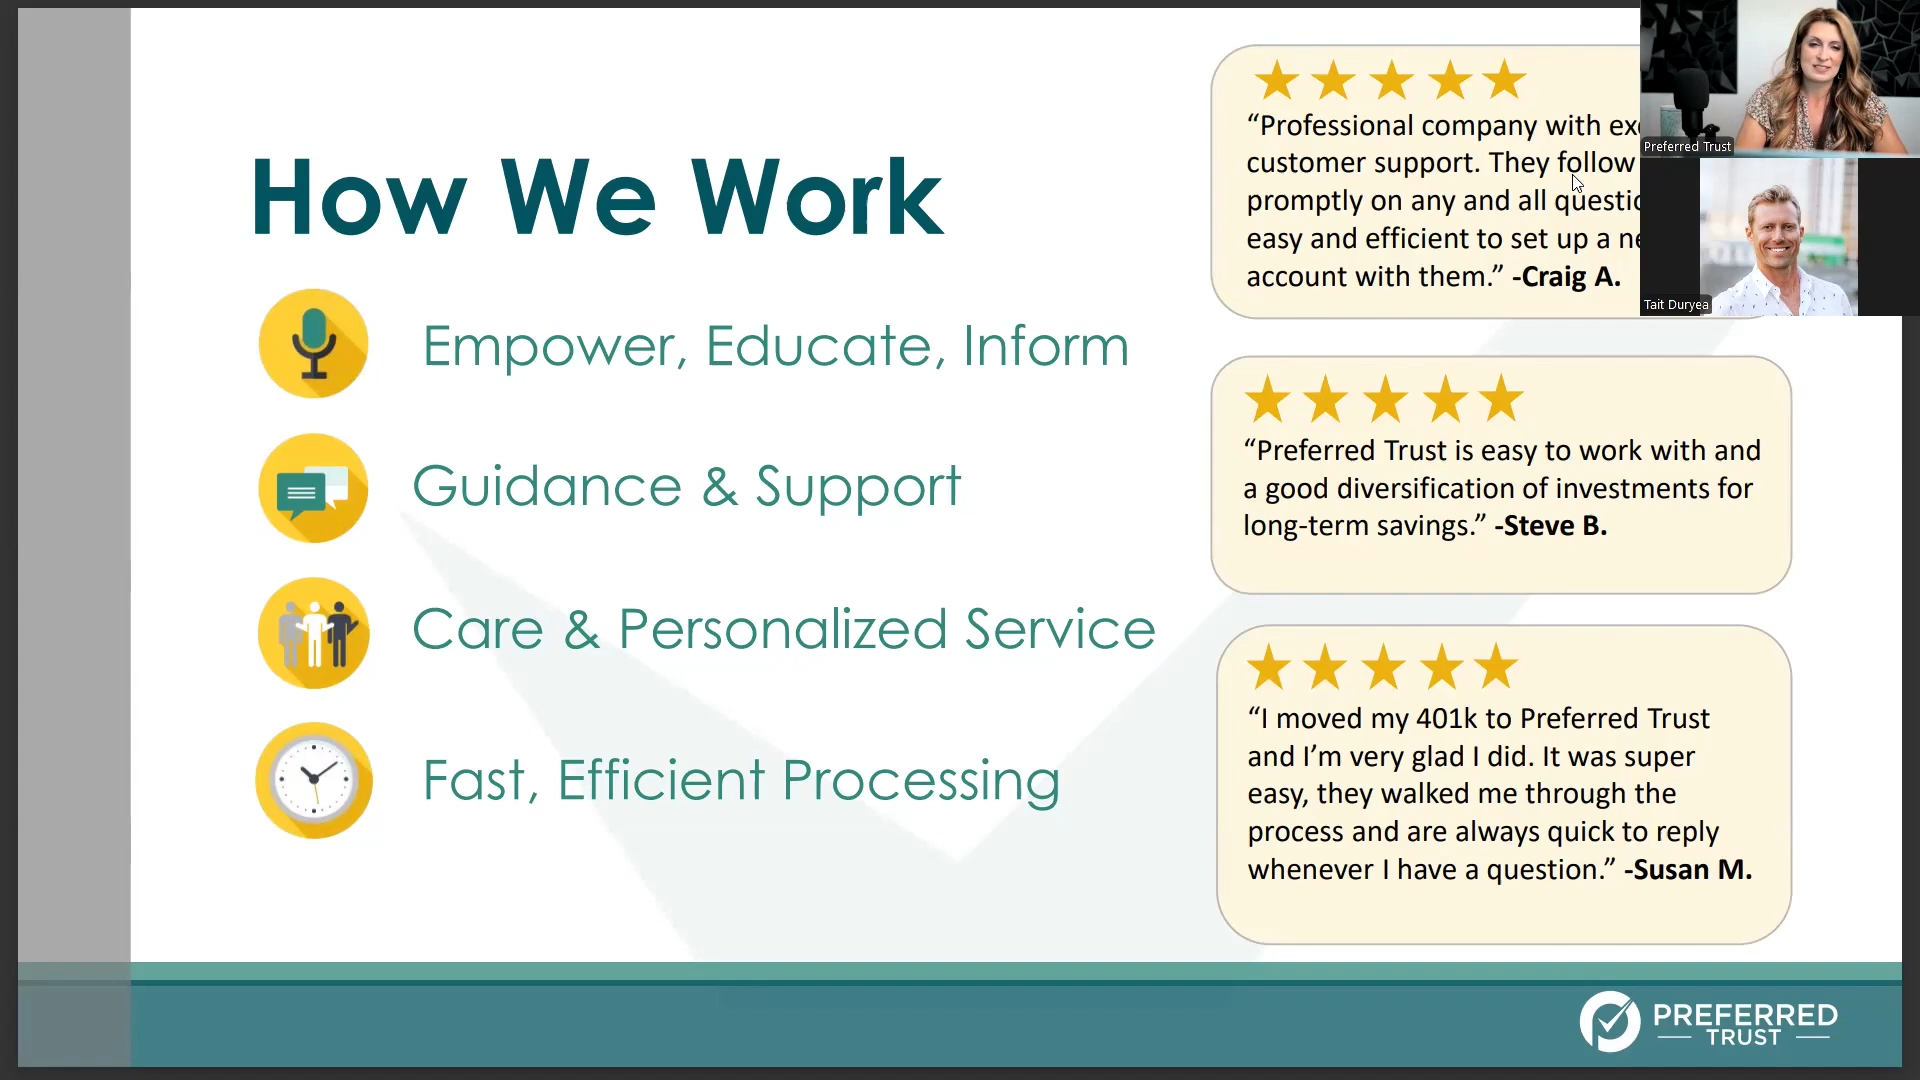 How We Work
Empower, Educate, Inform
Guidance & Support
Care & Personalized Service
Fast, Efficient Processing
“Professional company with
customer support. They follow
promptly on any and all
easy and efficient to set up a
account with them.” -Craig A.
“Preferred Trust is easy to work with and
a good diversification of investments for
long-term savings.” -Steve B.
“I moved my 401k to Preferred Trust
and I’m very glad I did. It was super
easy, they walked me through the
process and are always quick to reply
whenever I have a question.” -Susan M.
Preferred Trust
Tait Duryea
PREFERRED
TRUST